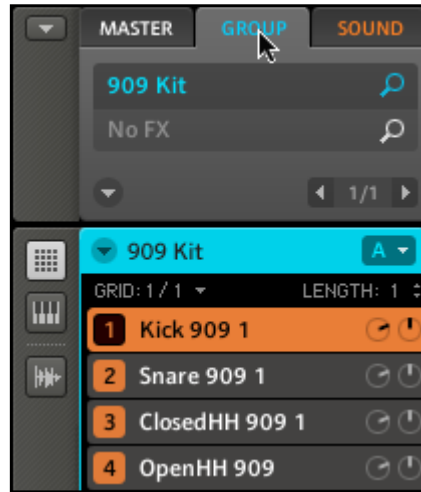 MASTER GROUP SOUND
909 Kit
No FX
1/1
909 Kit A
GRID: 1 / 1 LENGTH: 1
1 Kick 909 1
2 Snare 909 1
3 ClosedHH 909 1
4 OpenHH 909